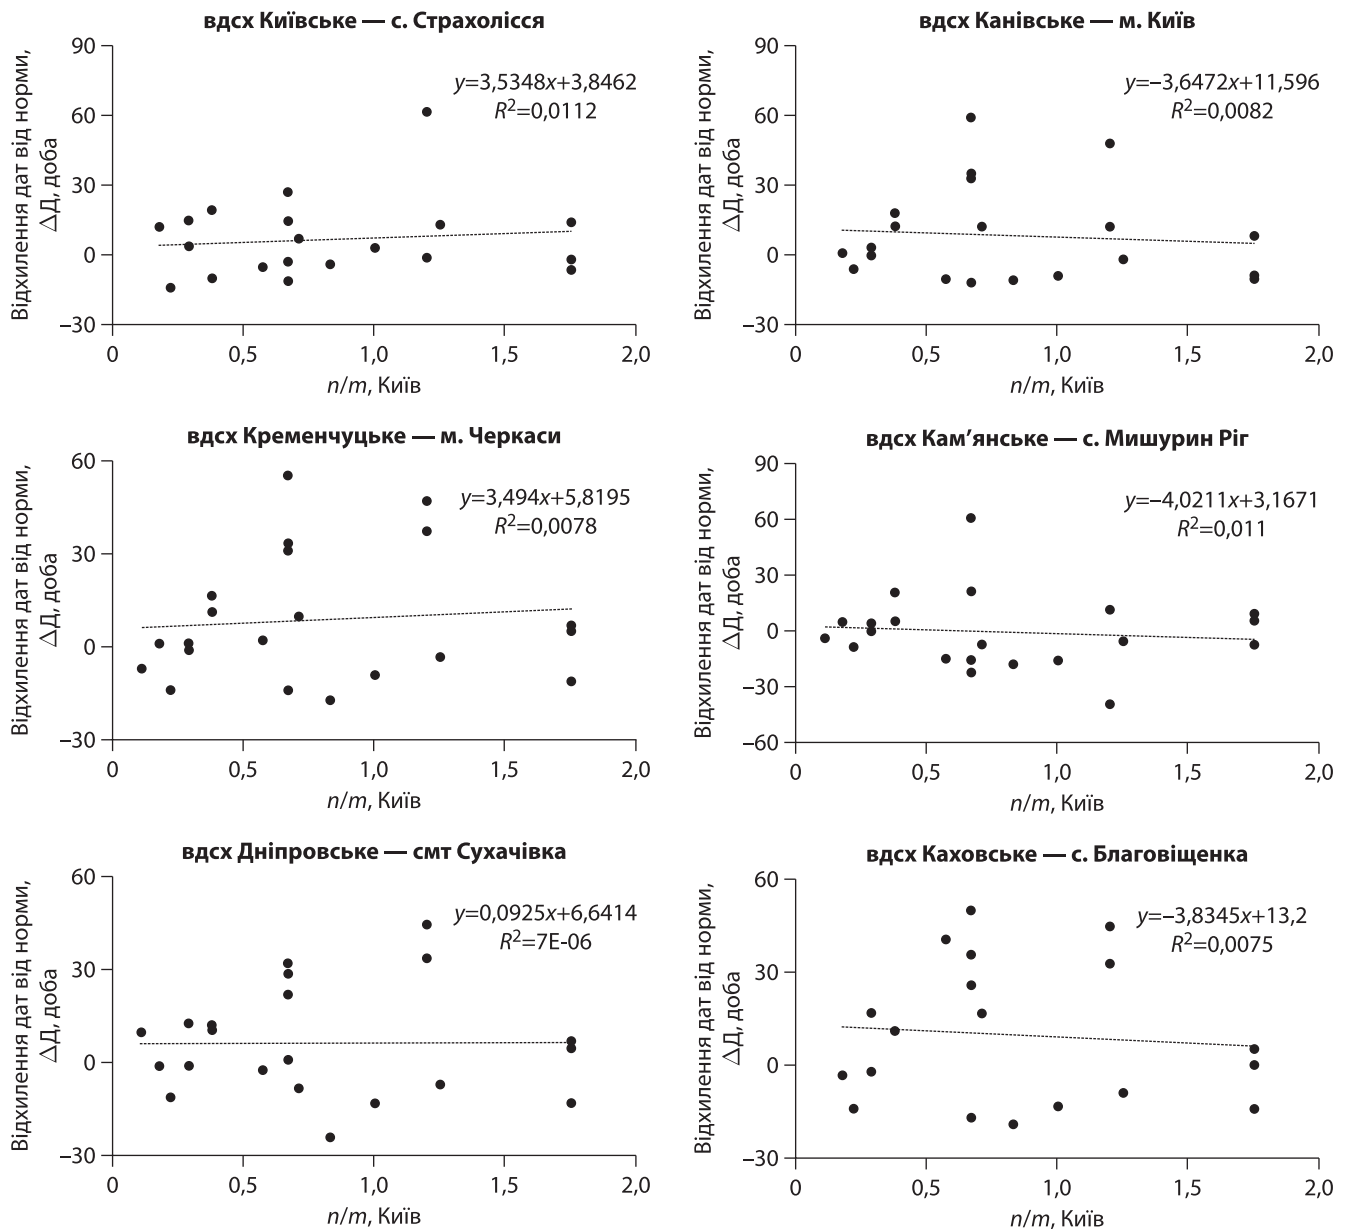 вдсх Київське — с. Страхолісся
Відхилення дат від норми,
△Д, доба
90
60
30
0
–30
y=3,5348x+3,8462
R²=0,0112
0 0,5 1,0 1,5 2,0
n/m, Київ
вдсх Канівське — м. Київ
Відхилення дат від норми,
△Д, доба
90
60
30
0
–30
y=–3,6472x+11,596
R²=0,0082
0 0,5 1,0 1,5 2,0
n/m, Київ
вдсх Кременчуцьке — м. Черкаси
Відхилення дат від норми,
△Д, доба
60
30
0
–30
y=3,494x+5,8195
R²=0,0078
0 0,5 1,0 1,5 2,0
n/m, Київ
вдсх Кам’янське — с. Мишурин Ріг
Відхилення дат від норми,
△Д, доба
90
60
30
0
–30
–60
y=–4,0211x+3,1671
R²=0,011
0 0,5 1,0 1,5 2,0
n/m, Київ
вдсх Дніпровське — смт Сухачівка
Відхилення дат від норми,
△Д, доба
60
30
0
–30
y=0,0925x+6,6414
R²=7E-06
0 0,5 1,0 1,5 2,0
n/m, Київ
вдсх Каховське — с. Благовіщенка
Відхилення дат від норми,
△Д, доба
60
30
0
–30
y=–3,8345x+13,2
R²=0,0075
0 0,5 1,0 1,5 2,0
n/m, Київ